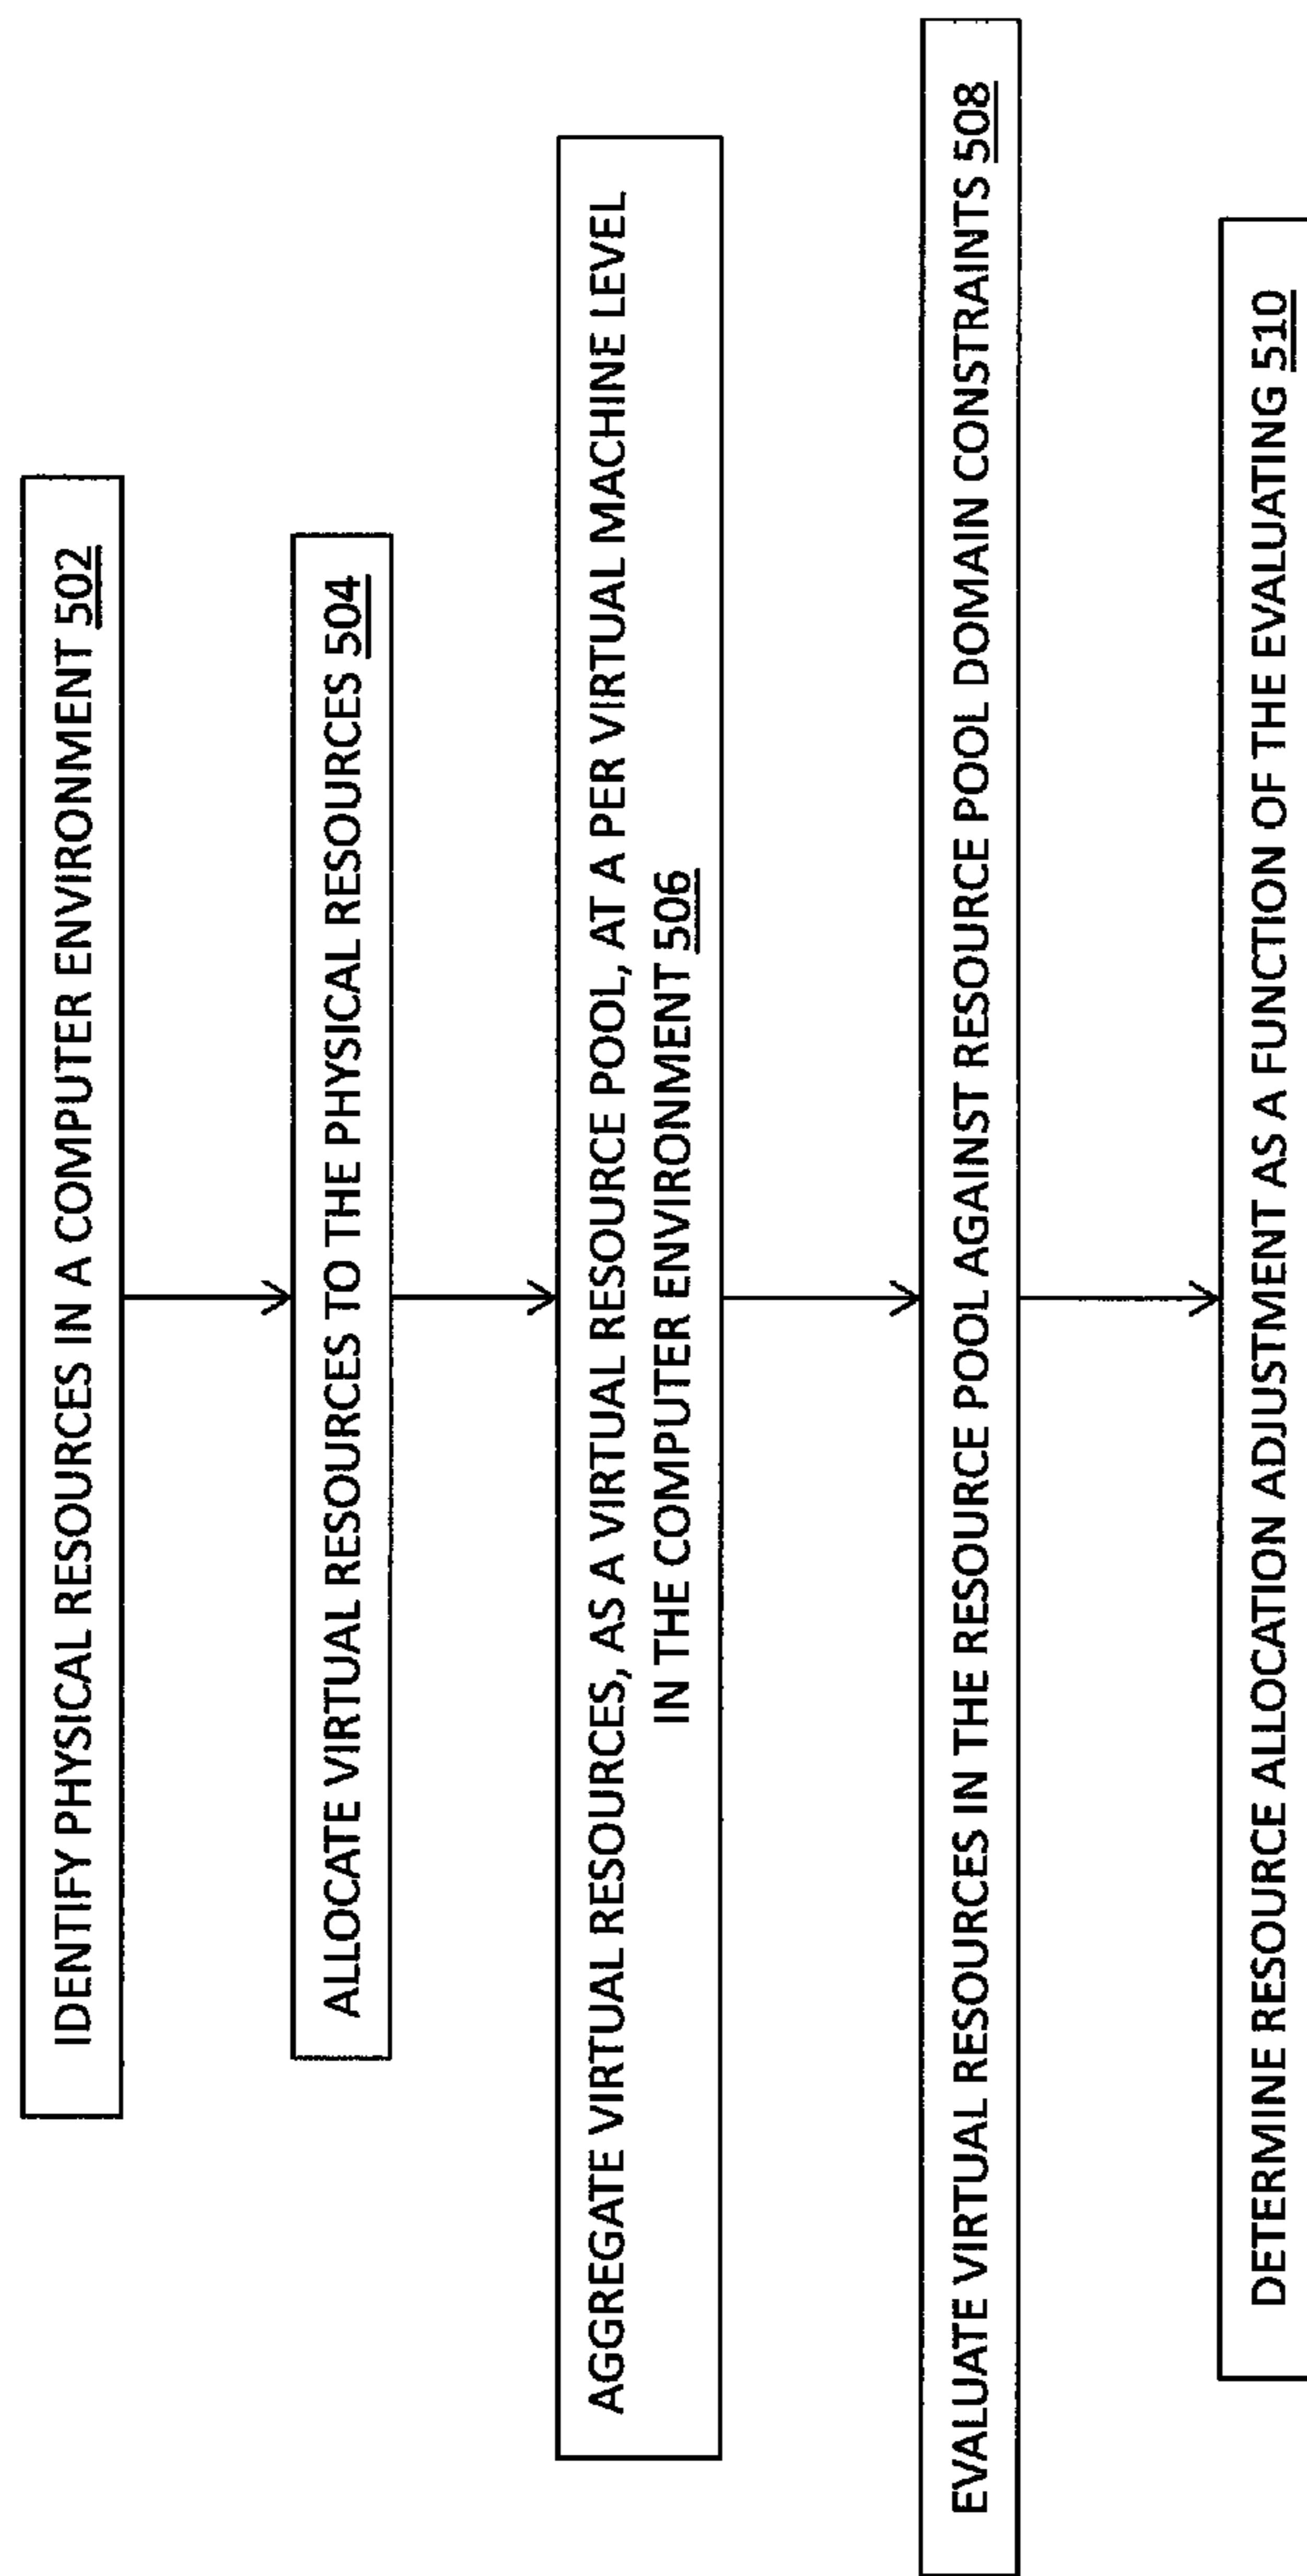 IDENTIFY PHYSICAL RESOURCES IN A COMPUTER ENVIRONMENT 502
ALLOCATE VIRTUAL RESOURCES TO THE PHYSICAL RESOURCES 504
AGGREGATE VIRTUAL RESOURCES, AS A VIRTUAL RESOURCE POOL, AT A PER VIRTUAL MACHINE LEVEL
IN THE COMPUTER ENVIRONMENT 506
EVALUATE VIRTUAL RESOURCES IN THE RESOURCE POOL AGAINST RESOURCE POOL DOMAIN CONSTRAINTS 508
DETERMINE RESOURCE ALLOCATION ADJUSTMENT AS A FUNCTION OF THE EVALUATING 510